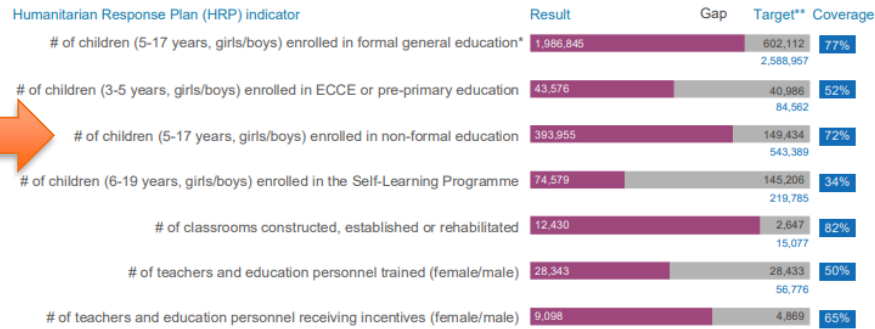 Humanitarian Response Plan (HRP) indicator Result Gap Target** Coverage
# of children (5-17 years, girls/boys) enrolled in formal general education* 1,986,845 602,112 77%
2,588,957
# of children (3-5 years, girls/boys) enrolled in ECCE or pre-primary education 43,576 40,986 52%
84,562
# of children (5-17 years, girls/boys) enrolled in non-formal education 393,955 149,434 72%
543,389
# of children (6-19 years, girls/boys) enrolled in the Self-Learning Programme 74,579 145,206 34%
219,785
# of classrooms constructed, established or rehabilitated 12,430 2,647 82%
15,077
# of teachers and education personnel trained (female/male) 28,343 28,433 50%
56,776
# of teachers and education personnel receiving incentives (female/male) 9,098 4,869 65%